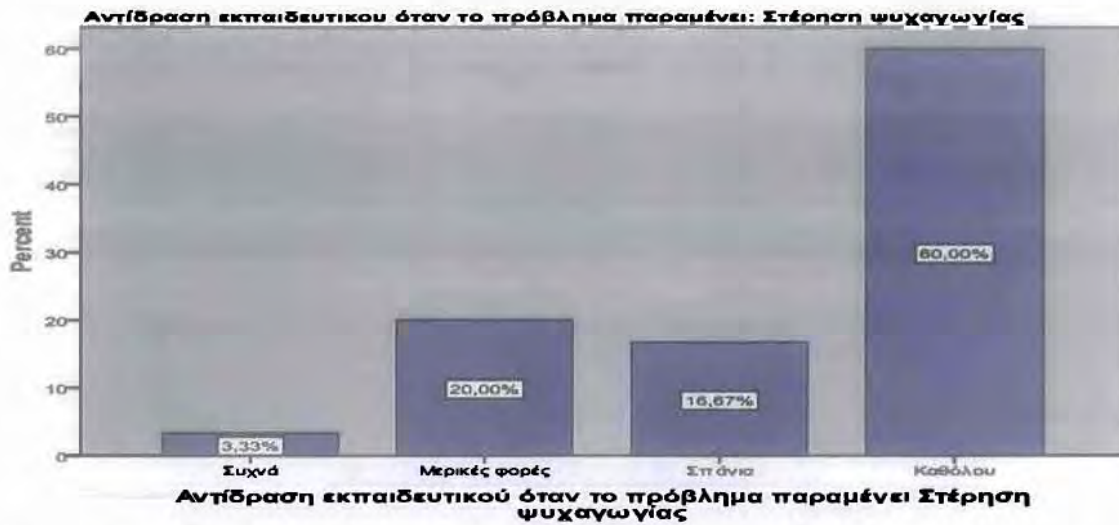 Αντίδραση εκπαιδευτικου όταν το πρόβλημα παραμένει: Στέρηση ψυχαγωγίας
60
50
40
30
20
10
0
Percent
3,33%
20,00%
16,67%
60,00%
Συχνά
Μερικές φορές
Σπάνια
Καθόλου
Αντίδραση εκπαιδευτικού όταν το πρόβλημα παραμένει Στέρηση
ψυχαγωγίας